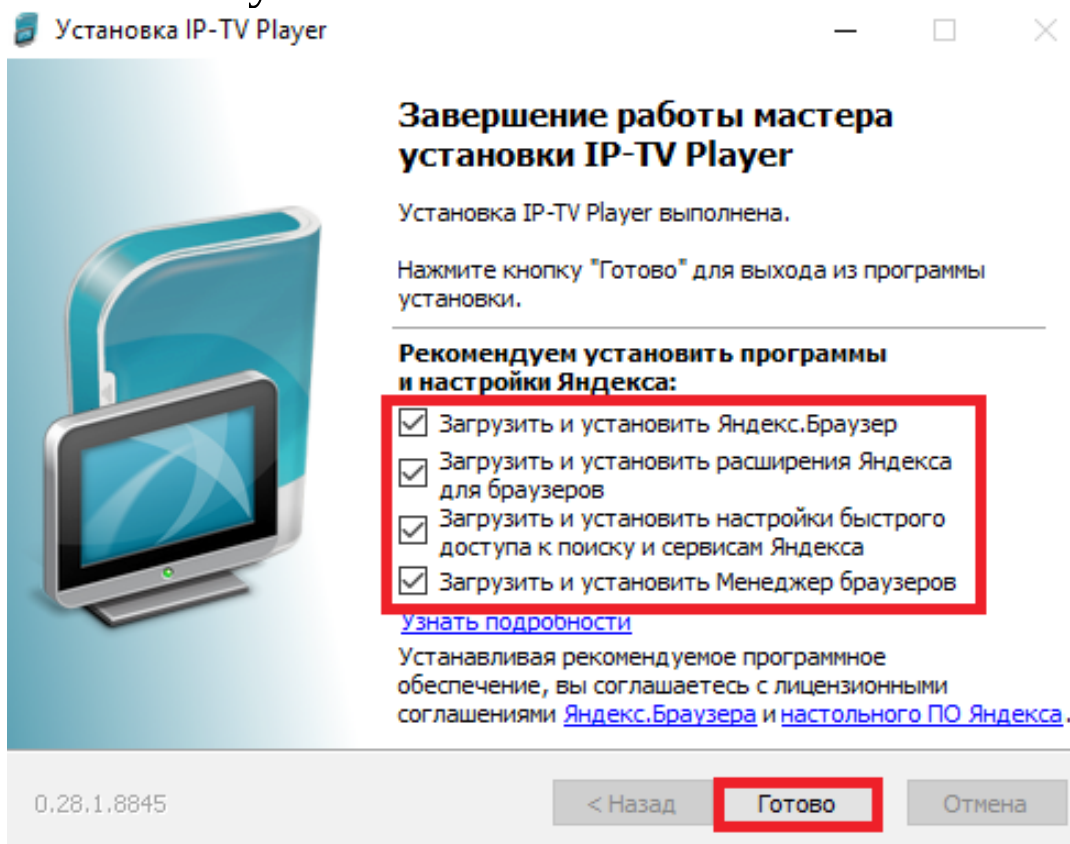 Установка IP-TV Player
Завершение работы мастера
установки IP-TV Player
Установка IP-TV Player выполнена.
Нажмите кнопку "Готово" для выхода из программы
установки.
Рекомендуем установить программы
и настройки Яндекса:
Загрузить и установить Яндекс.Браузер
Загрузить и установить расширения Яндекса
для браузеров
Загрузить и установить настройки быстрого
доступа к поиску и сервисам Яндекса
Загрузить и установить Менеджер браузеров
Узнать подробности
Устанавливая рекомендуемое программное
обеспечение, вы соглашаетесь с лицензионными
соглашениями Яндекс.Браузера и настольного ПО Яндекса.
0.28.1.8845
< Назад
Готово
Отмена